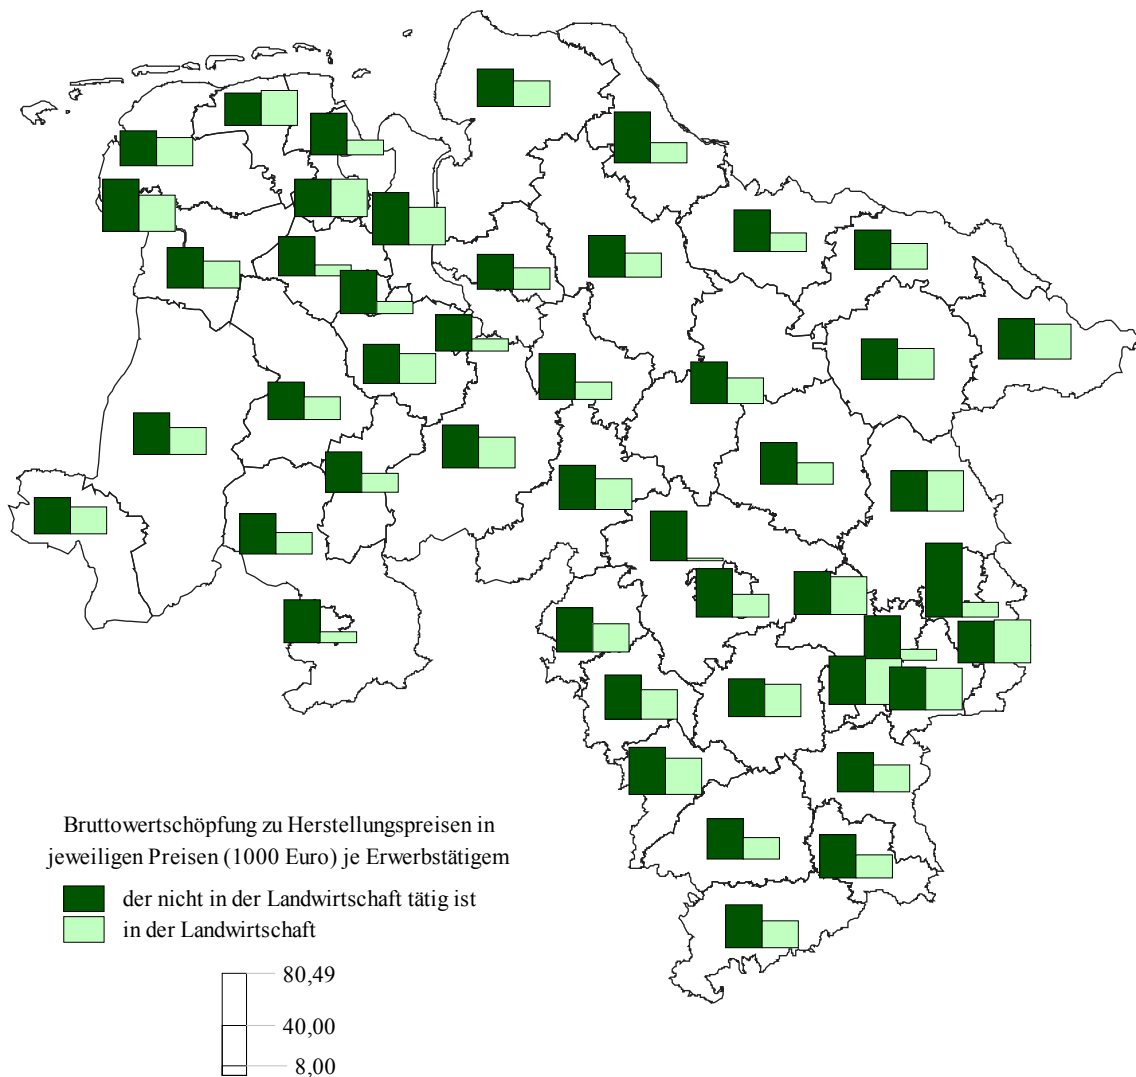 Bruttowertschöpfung zu Herstellungspreisen in
jeweiligen Preisen (1000 Euro) je Erwerbstätigem
der nicht in der Landwirtschaft tätig ist
in der Landwirtschaft
80,49
40,00
8,00